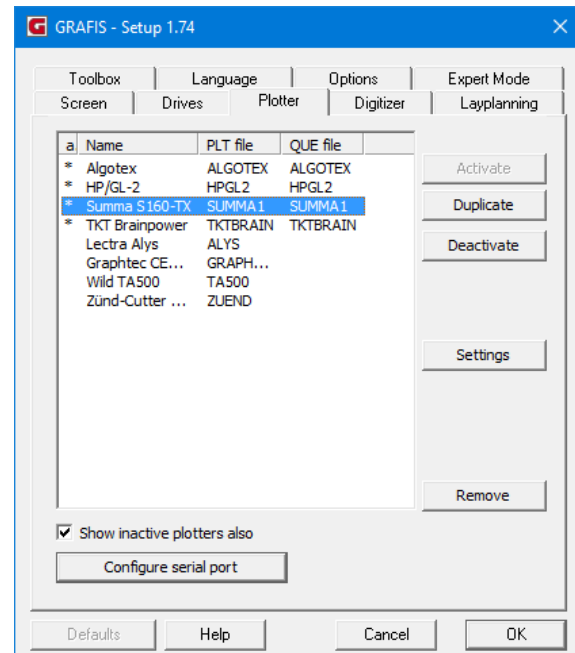 GRAFIS - Setup 1.74
Toolbox Language Options Expert Mode
Screen Drives Plotter Digitizer Layplanning
a Name PLT file QUE file
* Algotex ALGOTEX ALGOTEX
* HP/GL-2 HPGL2 HPGL2
* Summa S160-TX SUMMA1 SUMMA1
* TKT Brainpower TKTBRAIN TKTBRAIN
Lectra Alys ALYS
Graphtec CE... GRAPH...
Wild TA500 TA500
Zünd-Cutter ... ZUEND
Activate
Duplicate
Deactivate
Settings
Remove
Show inactive plotters also
Configure serial port
Defaults Help Cancel OK